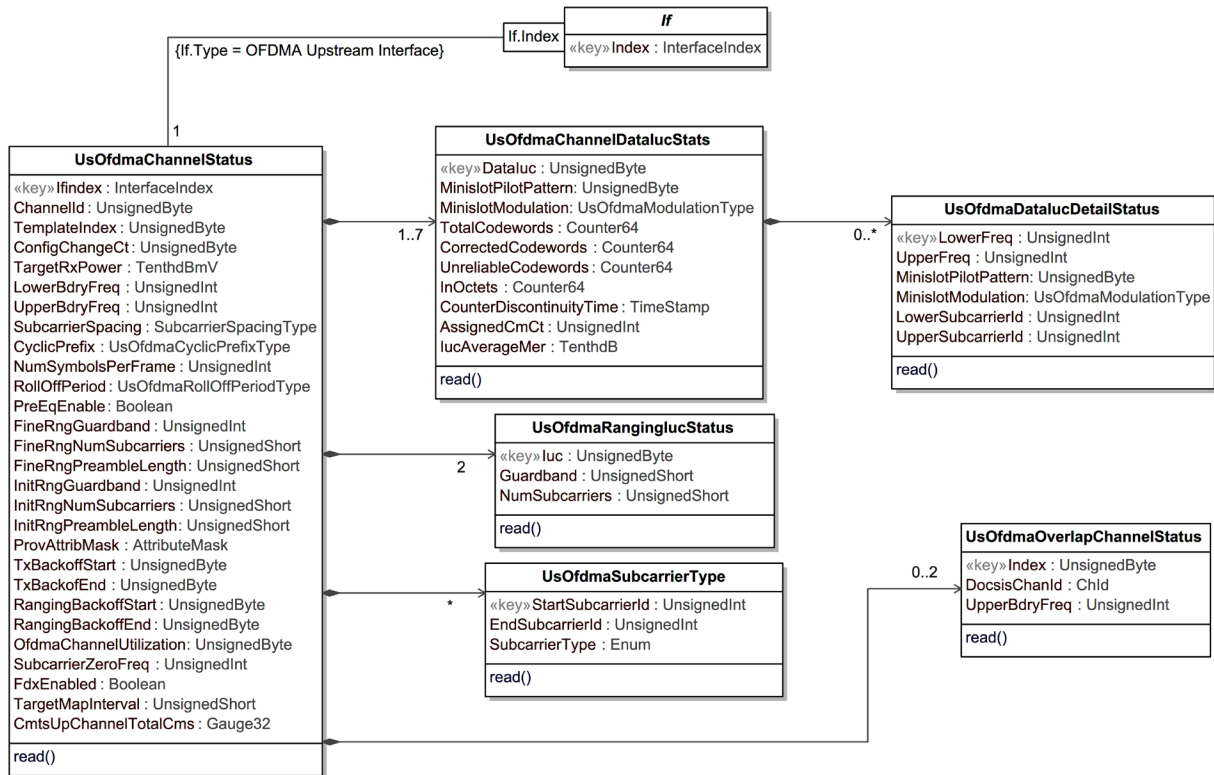 If
If.Index
«key»Index : InterfaceIndex
{If.Type = OFDMA Upstream Interface}
1
UsOfdmaChannelStatus
«key»Ifindex : InterfaceIndex
ChannelId : UnsignedByte
TemplateIndex : UnsignedByte
ConfigChangeCt : UnsignedByte
TargetRxPower : TenthdBmV
LowerBdryFreq : UnsignedInt
UpperBdryFreq : UnsignedInt
SubcarrierSpacing : SubcarrierSpacingType
CyclicPrefix : UsOfdmaCyclicPrefixType
NumSymbolsPerFrame : UnsignedInt
RollOffPeriod : UsOfdmaRollOffPeriodType
PreEqEnable : Boolean
FineRngGuardband : UnsignedInt
FineRngNumSubcarriers : UnsignedShort
FineRngPreambleLength: UnsignedShort
InitRngGuardband : UnsignedInt
InitRngNumSubcarriers : UnsignedShort
InitRngPreambleLength: UnsignedShort
ProvAttribMask : AttributeMask
TxBackoffStart : UnsignedByte
TxBackofEnd : UnsignedByte
RangingBackoffStart : UnsignedByte
RangingBackoffEnd : UnsignedByte
OfdmaChannelUtilization : UnsignedByte
SubcarrierZeroFreq : UnsignedInt
FdxEnabled : Boolean
TargetMapInterval : UnsignedShort
CmtsUpChannelTotalCms : Gauge32
read()
1..7
UsOfdmaChannelDataIucStats
«key»DataIuc : UnsignedByte
MinislotPilotPattern: UnsignedByte
MinislotModulation: UsOfdmaModulationType
TotalCodewords : Counter64
CorrectedCodewords : Counter64
UnreliableCodewords : Counter64
InOctets : Counter64
CounterDiscontinuityTime : TimeStamp
AssignedCmCt : UnsignedInt
IucAverageMer : TenthdB
read()
0..*
UsOfdmaDataIucDetailStatus
«key»LowerFreq : UnsignedInt
UpperFreq : UnsignedInt
MinislotPilotPattern: UnsignedByte
MinislotModulation: UsOfdmaModulationType
LowerSubcarrierId : UnsignedInt
UpperSubcarrierId : UnsignedInt
read()
2
UsOfdmaRangingIucStatus
«key»Iuc : UnsignedByte
Guardband : UnsignedShort
NumSubcarriers : UnsignedShort
read()
*
UsOfdmaSubcarrierType
«key»StartSubcarrierId : UnsignedInt
EndSubcarrierId : UnsignedInt
SubcarrierType : Enum
read()
0..2
UsOfdmaOverlapChannelStatus
«key»Index : UnsignedByte
DocsisChanId : ChId
UpperBdryFreq : UnsignedInt
read()